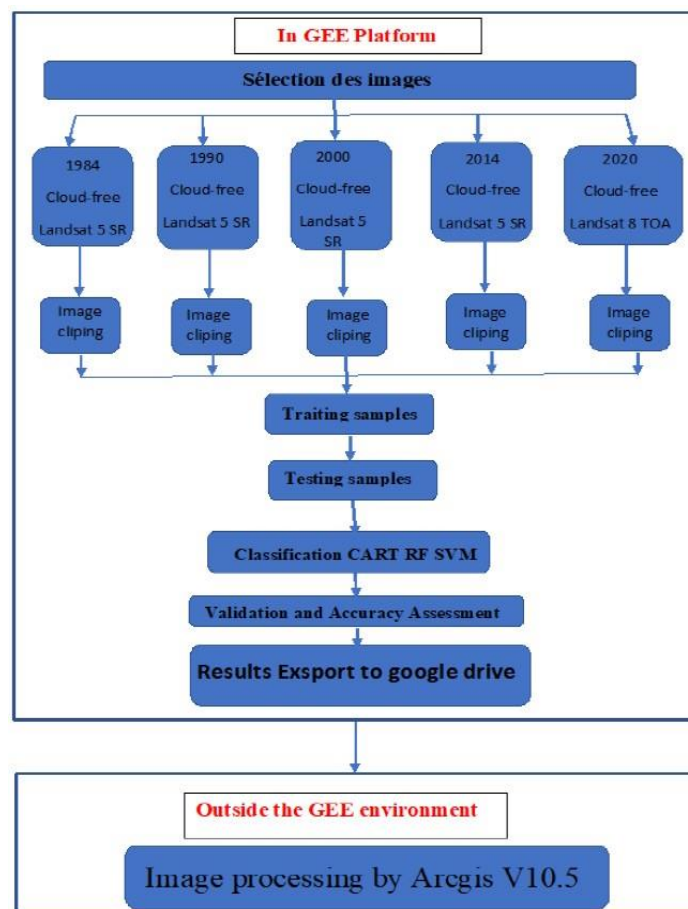 In GEE Platform
Sélection des images
1984
Cloud-free
Landsat 5 SR
1990
Cloud-free
Landsat 5 SR
2000
Cloud-free
Landsat 5
SR
2014
Cloud-free
Landsat 5 SR
2020
Cloud-free
Landsat 8 TOA
Image
cliping
Image
cliping
Image
cliping
Image
cliping
Image
cliping
Traiting samples
Testing samples
Classification CART RF SVM
Validation and Accuracy Assessment
Results Exsport to google drive
Outside the GEE environment
Image processing by Arcgis V10.5